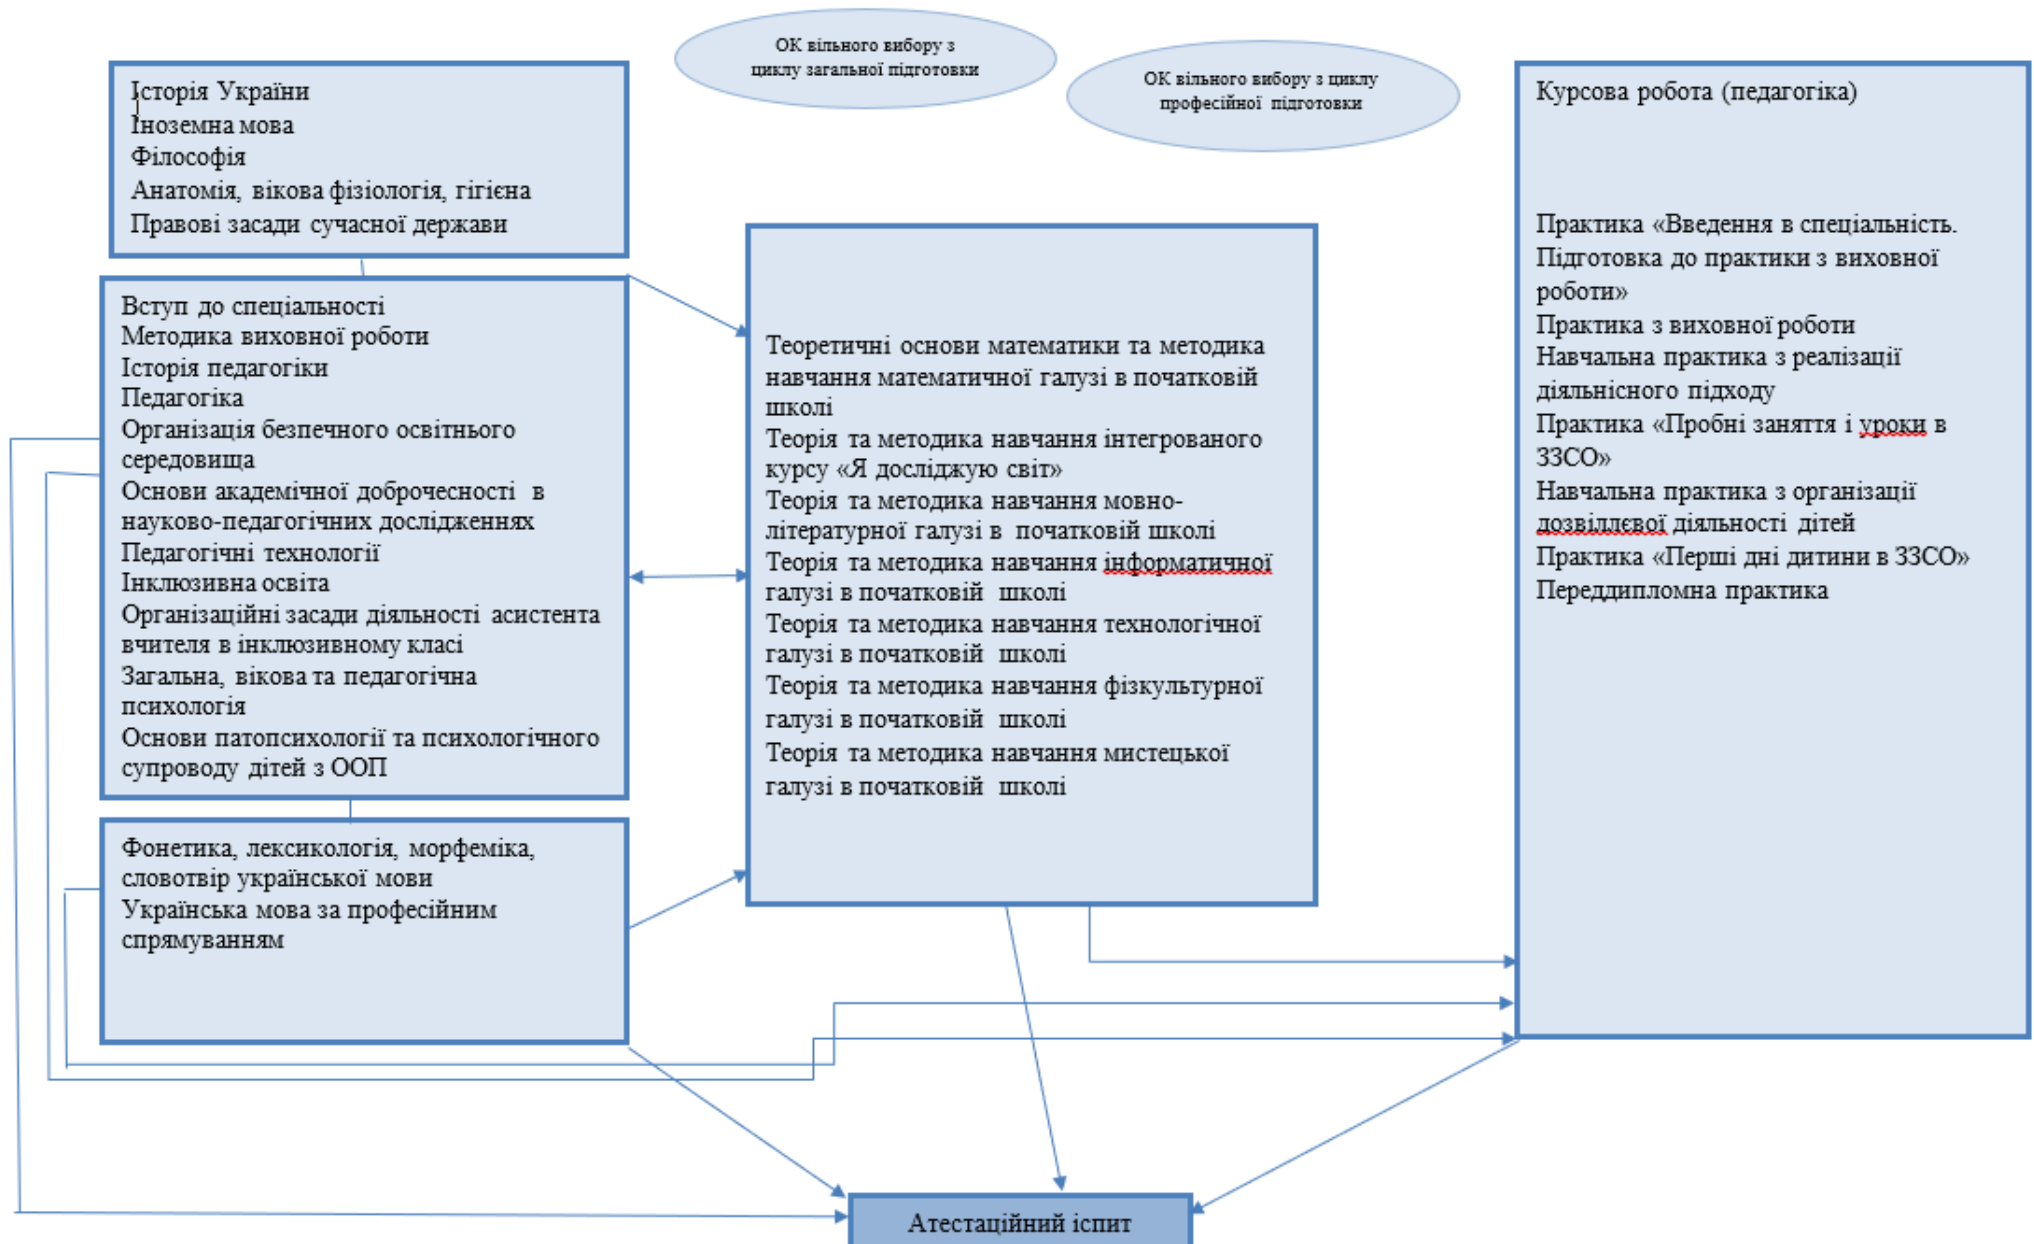 ОК вільного вибору з
циклу загальної підготовки
ОК вільного вибору з циклу
професійної підготовки
Історія України
Іноземна мова
Філософія
Анатомія, вікова фізіологія, гігієна
Правові засади сучасної держави
Вступ до спеціальності
Методика виховної роботи
Історія педагогіки
Педагогіка
Організація безпечного освітнього
середовища
Основи академічної доброчесності в
науково-педагогічних дослідженнях
Педагогічні технології
Інклюзивна освіта
Організаційні засади діяльності асистента
вчителя в інклюзивному класі
Загальна, вікова та педагогічна
психологія
Основи патопсихології та психологічного
супроводу дітей з ООП
Фонетика, лексикологія, морфеміка,
словотвір української мови
Українська мова за професійним
спрямуванням
Теоретичні основи математики та методика
навчання математичної галузі в початковій
школі
Теорія та методика навчання інтегрованого
курсу «Я досліджую світ»
Теорія та методика навчання мовно-
літературної галузі в початковій школі
Теорія та методика навчання інформатичної
галузі в початковій школі
Теорія та методика навчання технологічної
галузі в початковій школі
Теорія та методика навчання фізкультурної
галузі в початковій школі
Теорія та методика навчання мистецької
галузі в початковій школі
Курсова робота (педагогіка)
Практика «Введення в спеціальність.
Підготовка до практики з виховної
роботи»
Практика з виховної роботи
Навчальна практика з реалізації
діяльнісного підходу
Практика «Пробні заняття і уроки в
ЗЗСО»
Навчальна практика з організації
дозвіллєвої діяльності дітей
Практика «Перші дні дитини в ЗЗСО»
Переддипломна практика
Атестаційний іспит